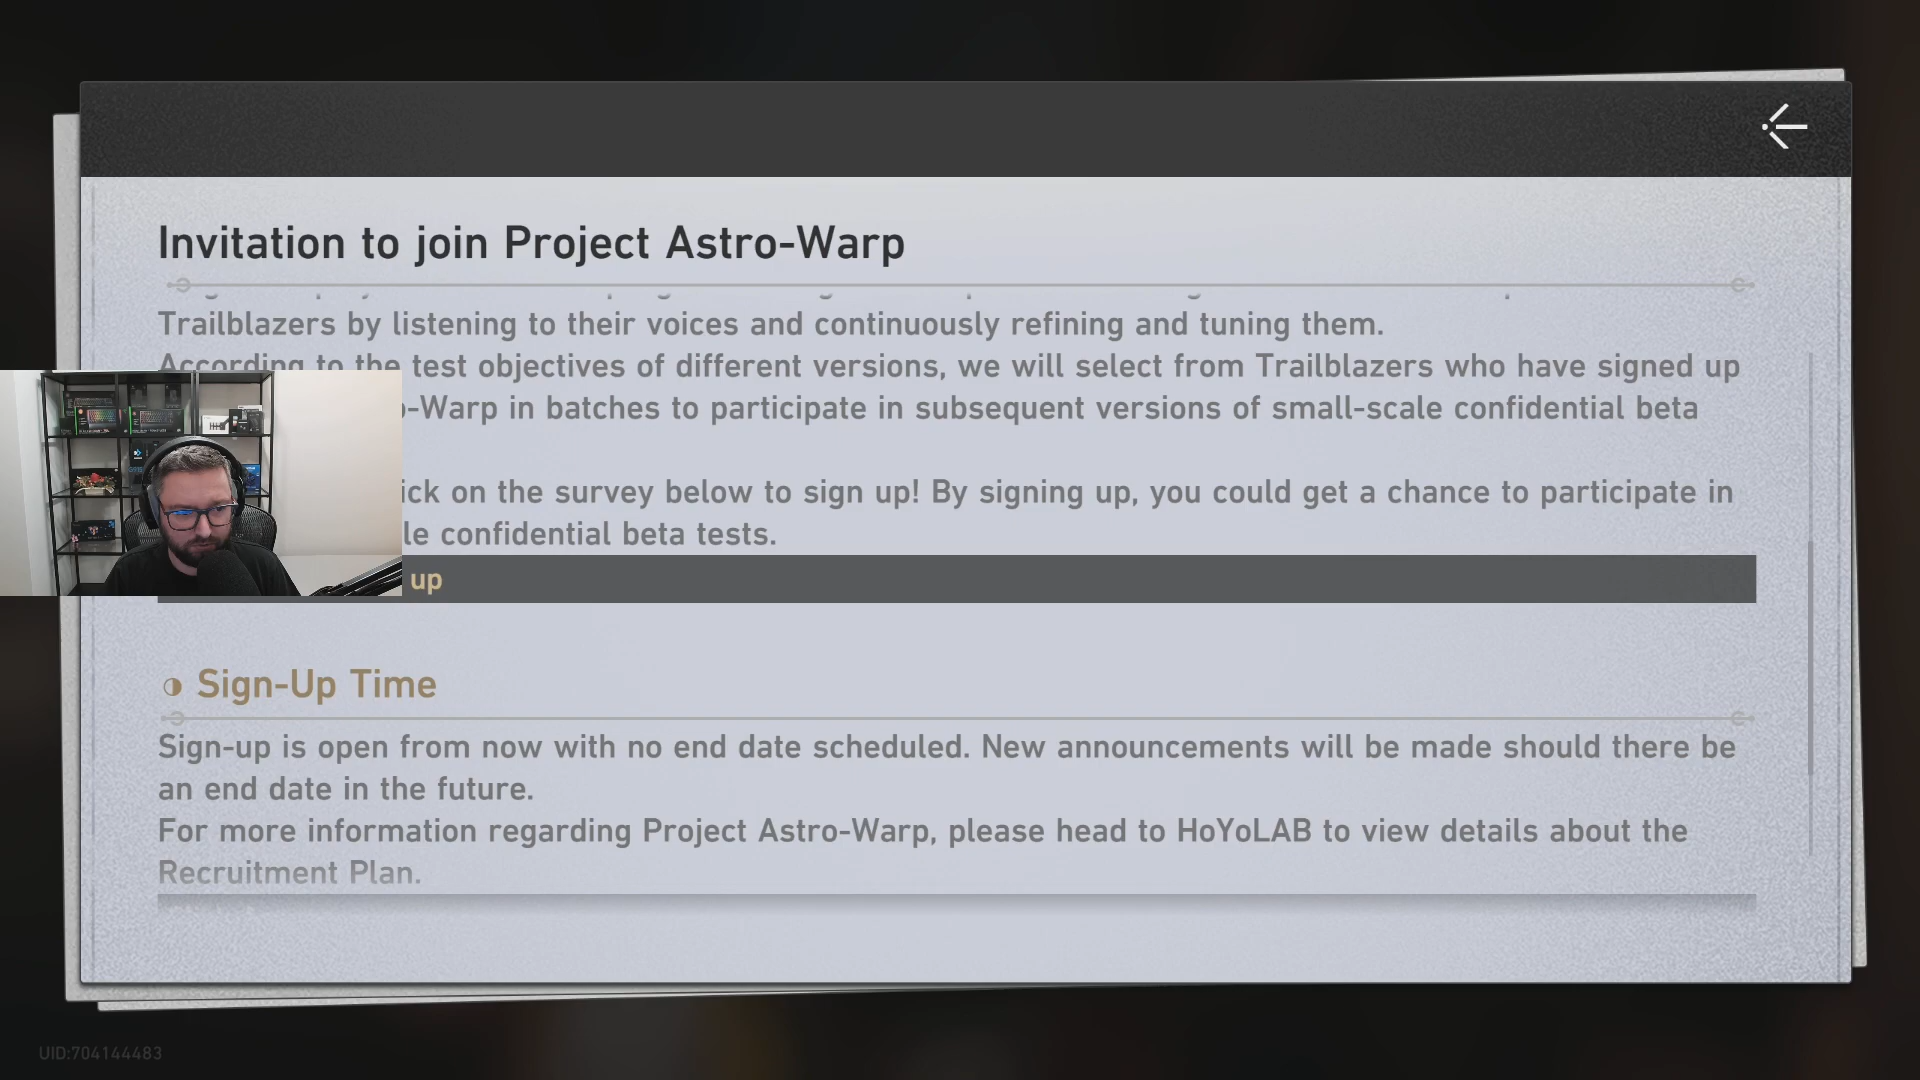 Invitation to join Project Astro-Warp
Trailblazers by listening to their voices and continuously refining and tuning them.
According to the test objectives of different versions, we will select from Trailblazers who have signed up
o-Warp in batches to participate in subsequent versions of small-scale confidential beta
ick on the survey below to sign up! By signing up, you could get a chance to participate in
le confidential beta tests.
up
Sign-Up Time
Sign-up is open from now with no end date scheduled. New announcements will be made should there be
an end date in the future.
For more information regarding Project Astro-Warp, please head to HoYoLAB to view details about the
Recruitment Plan.
UID:704144483